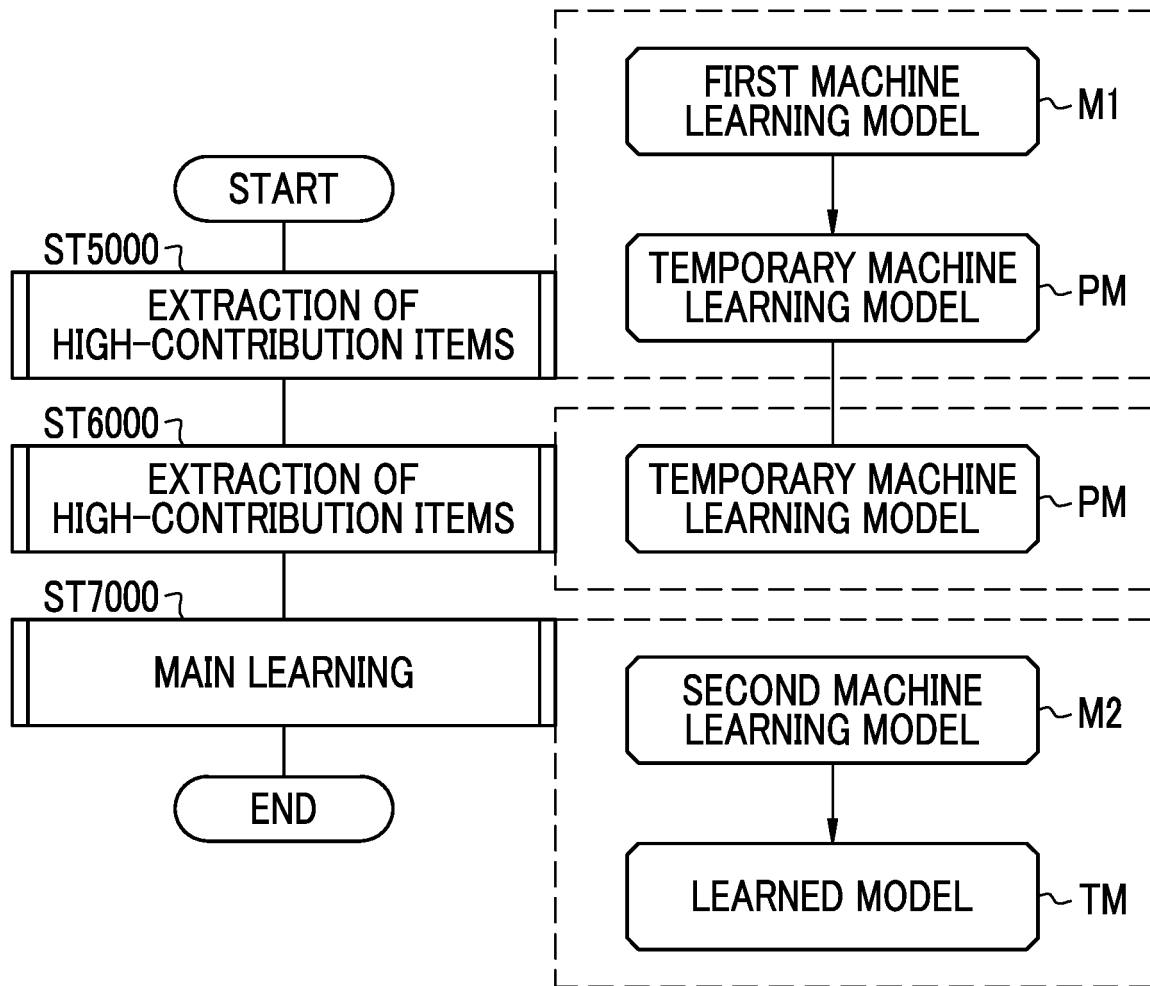 FIRST MACHINE
LEARNING MODEL
M1
START
ST5000
EXTRACTION OF
HIGH-CONTRIBUTION ITEMS
TEMPORARY MACHINE
LEARNING MODEL
PM
ST6000
EXTRACTION OF
HIGH-CONTRIBUTION ITEMS
TEMPORARY MACHINE
LEARNING MODEL
PM
ST7000
MAIN LEARNING
SECOND MACHINE
LEARNING MODEL
M2
END
LEARNED MODEL
TM